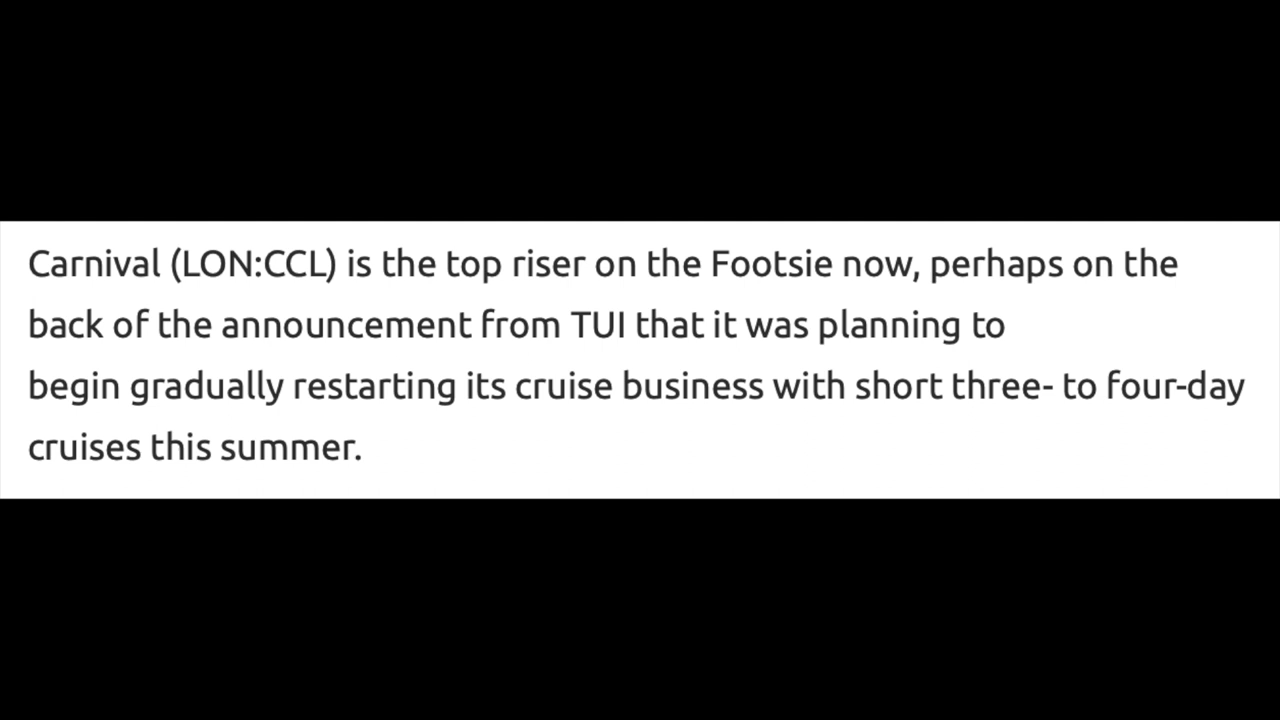 Carnival (LON:CCL) is the top riser on the Footsie now, perhaps on the
back of the announcement from TUI that it was planning to
begin gradually restarting its cruise business with short three- to four-day
cruises this summer.